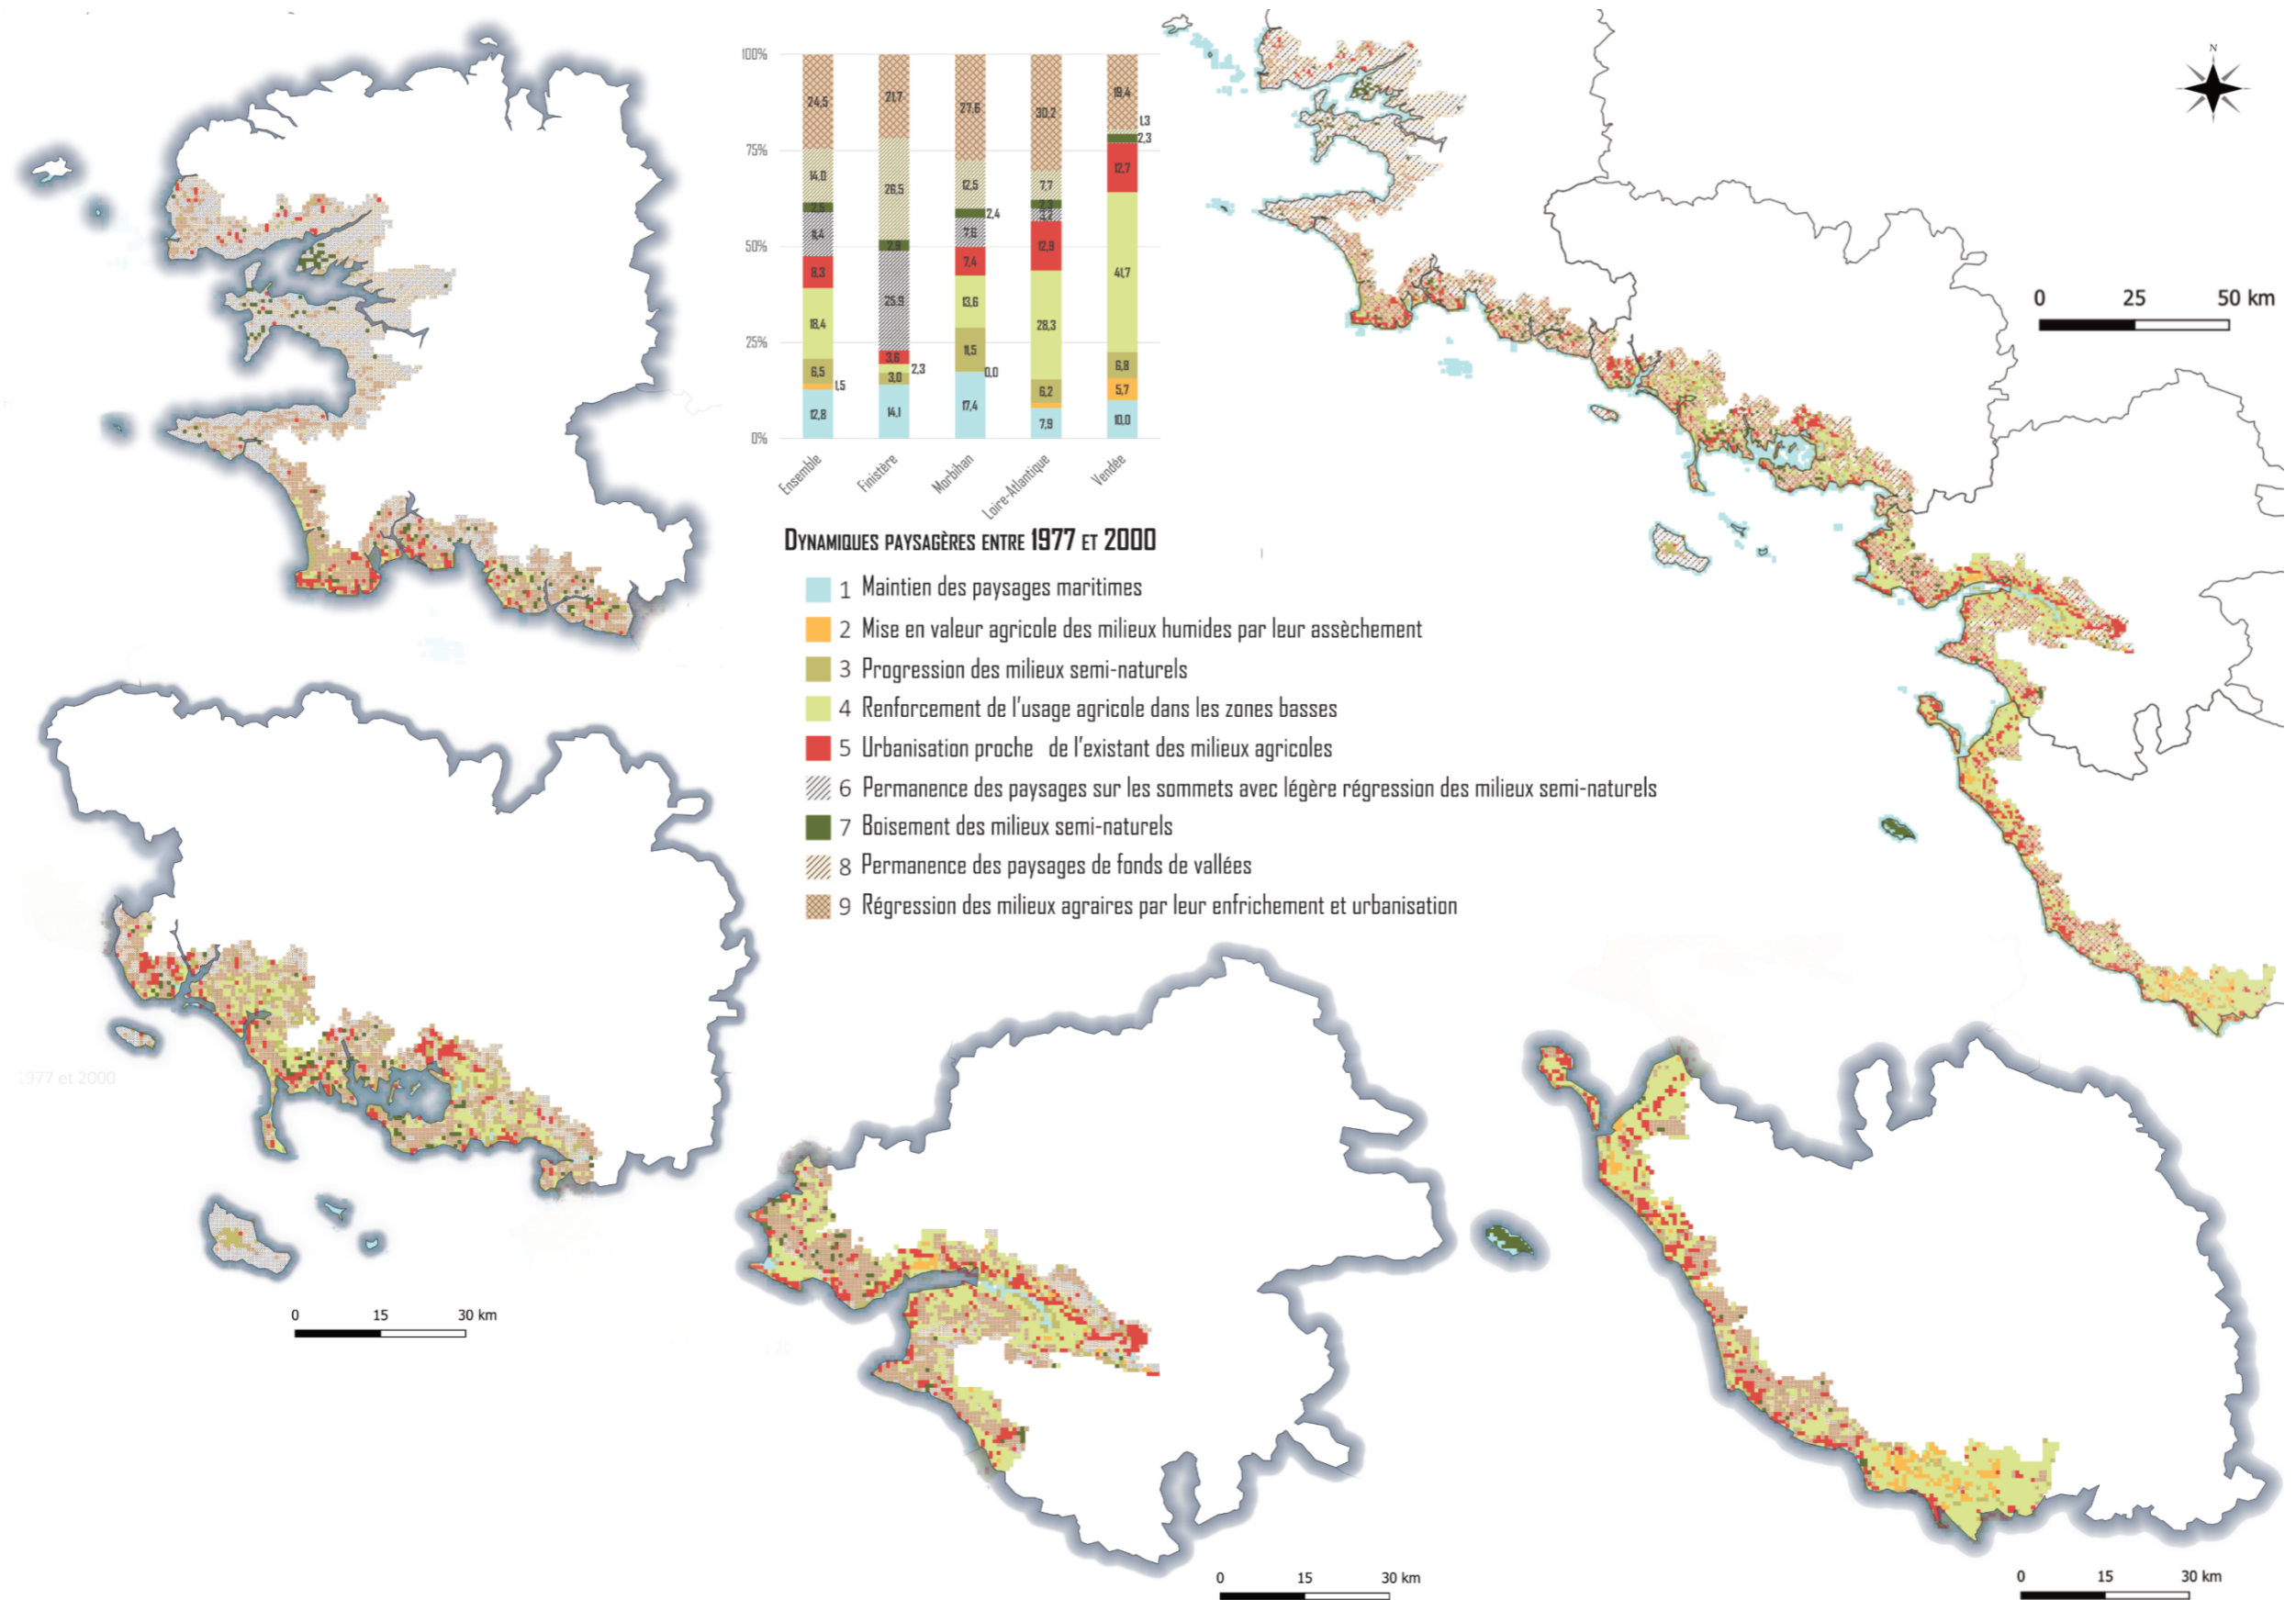 100%
75%
50%
25%
0%
24,5
14,0
2,5
11,4
8,3
18,4
6,5
1,5
12,8
21,7
26,5
2,9
25,9
3,6
2,3
3,0
14,1
27,6
12,5
2,4
7,6
7,4
13,6
11,5
0,0
17,4
30,2
7,7
2,3
12,9
28,3
6,2
7,9
19,4
1,3
2,3
12,7
41,7
6,8
5,7
10,0
Ensemble
Finistère
Morbihan
Loire-Atlantique
Vendée
N
0 25 50 km
DYNAMIQUES PAYSAGÈRES ENTRE 1977 ET 2000
1 Maintien des paysages maritimes
2 Mise en valeur agricole des milieux humides par leur assèchement
3 Progression des milieux semi-naturels
4 Renforcement de l'usage agricole dans les zones basses
5 Urbanisation proche de l'existant des milieux agricoles
6 Permanence des paysages sur les sommets avec légère régression des milieux semi-naturels
7 Boisement des milieux semi-naturels
8 Permanence des paysages de fonds de vallées
9 Régression des milieux agraires par leur enfrichement et urbanisation
1977 et 2000
0 15 30 km
0 15 30 km
0 15 30 km